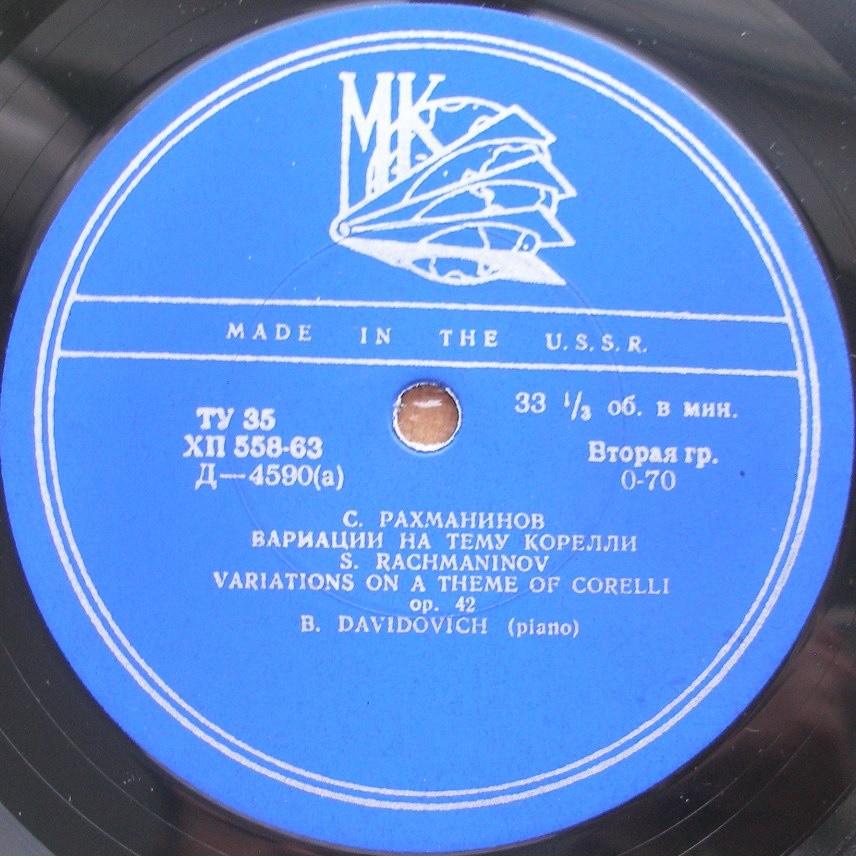 МК
MADE IN THE U.S.S.R.
33 1/3 об. в мин.
ТУ 35
ХП 558-63
Д—4590(а)
Вторая гр.
0-70
С. РАХМАНИНОВ
ВАРИАЦИИ НА ТЕМУ КОРЕЛЛИ
S. RACHMANINOV
VARIATIONS ON A THEME OF CORELLI
op. 42
B. DAVIDOVICH (piano)